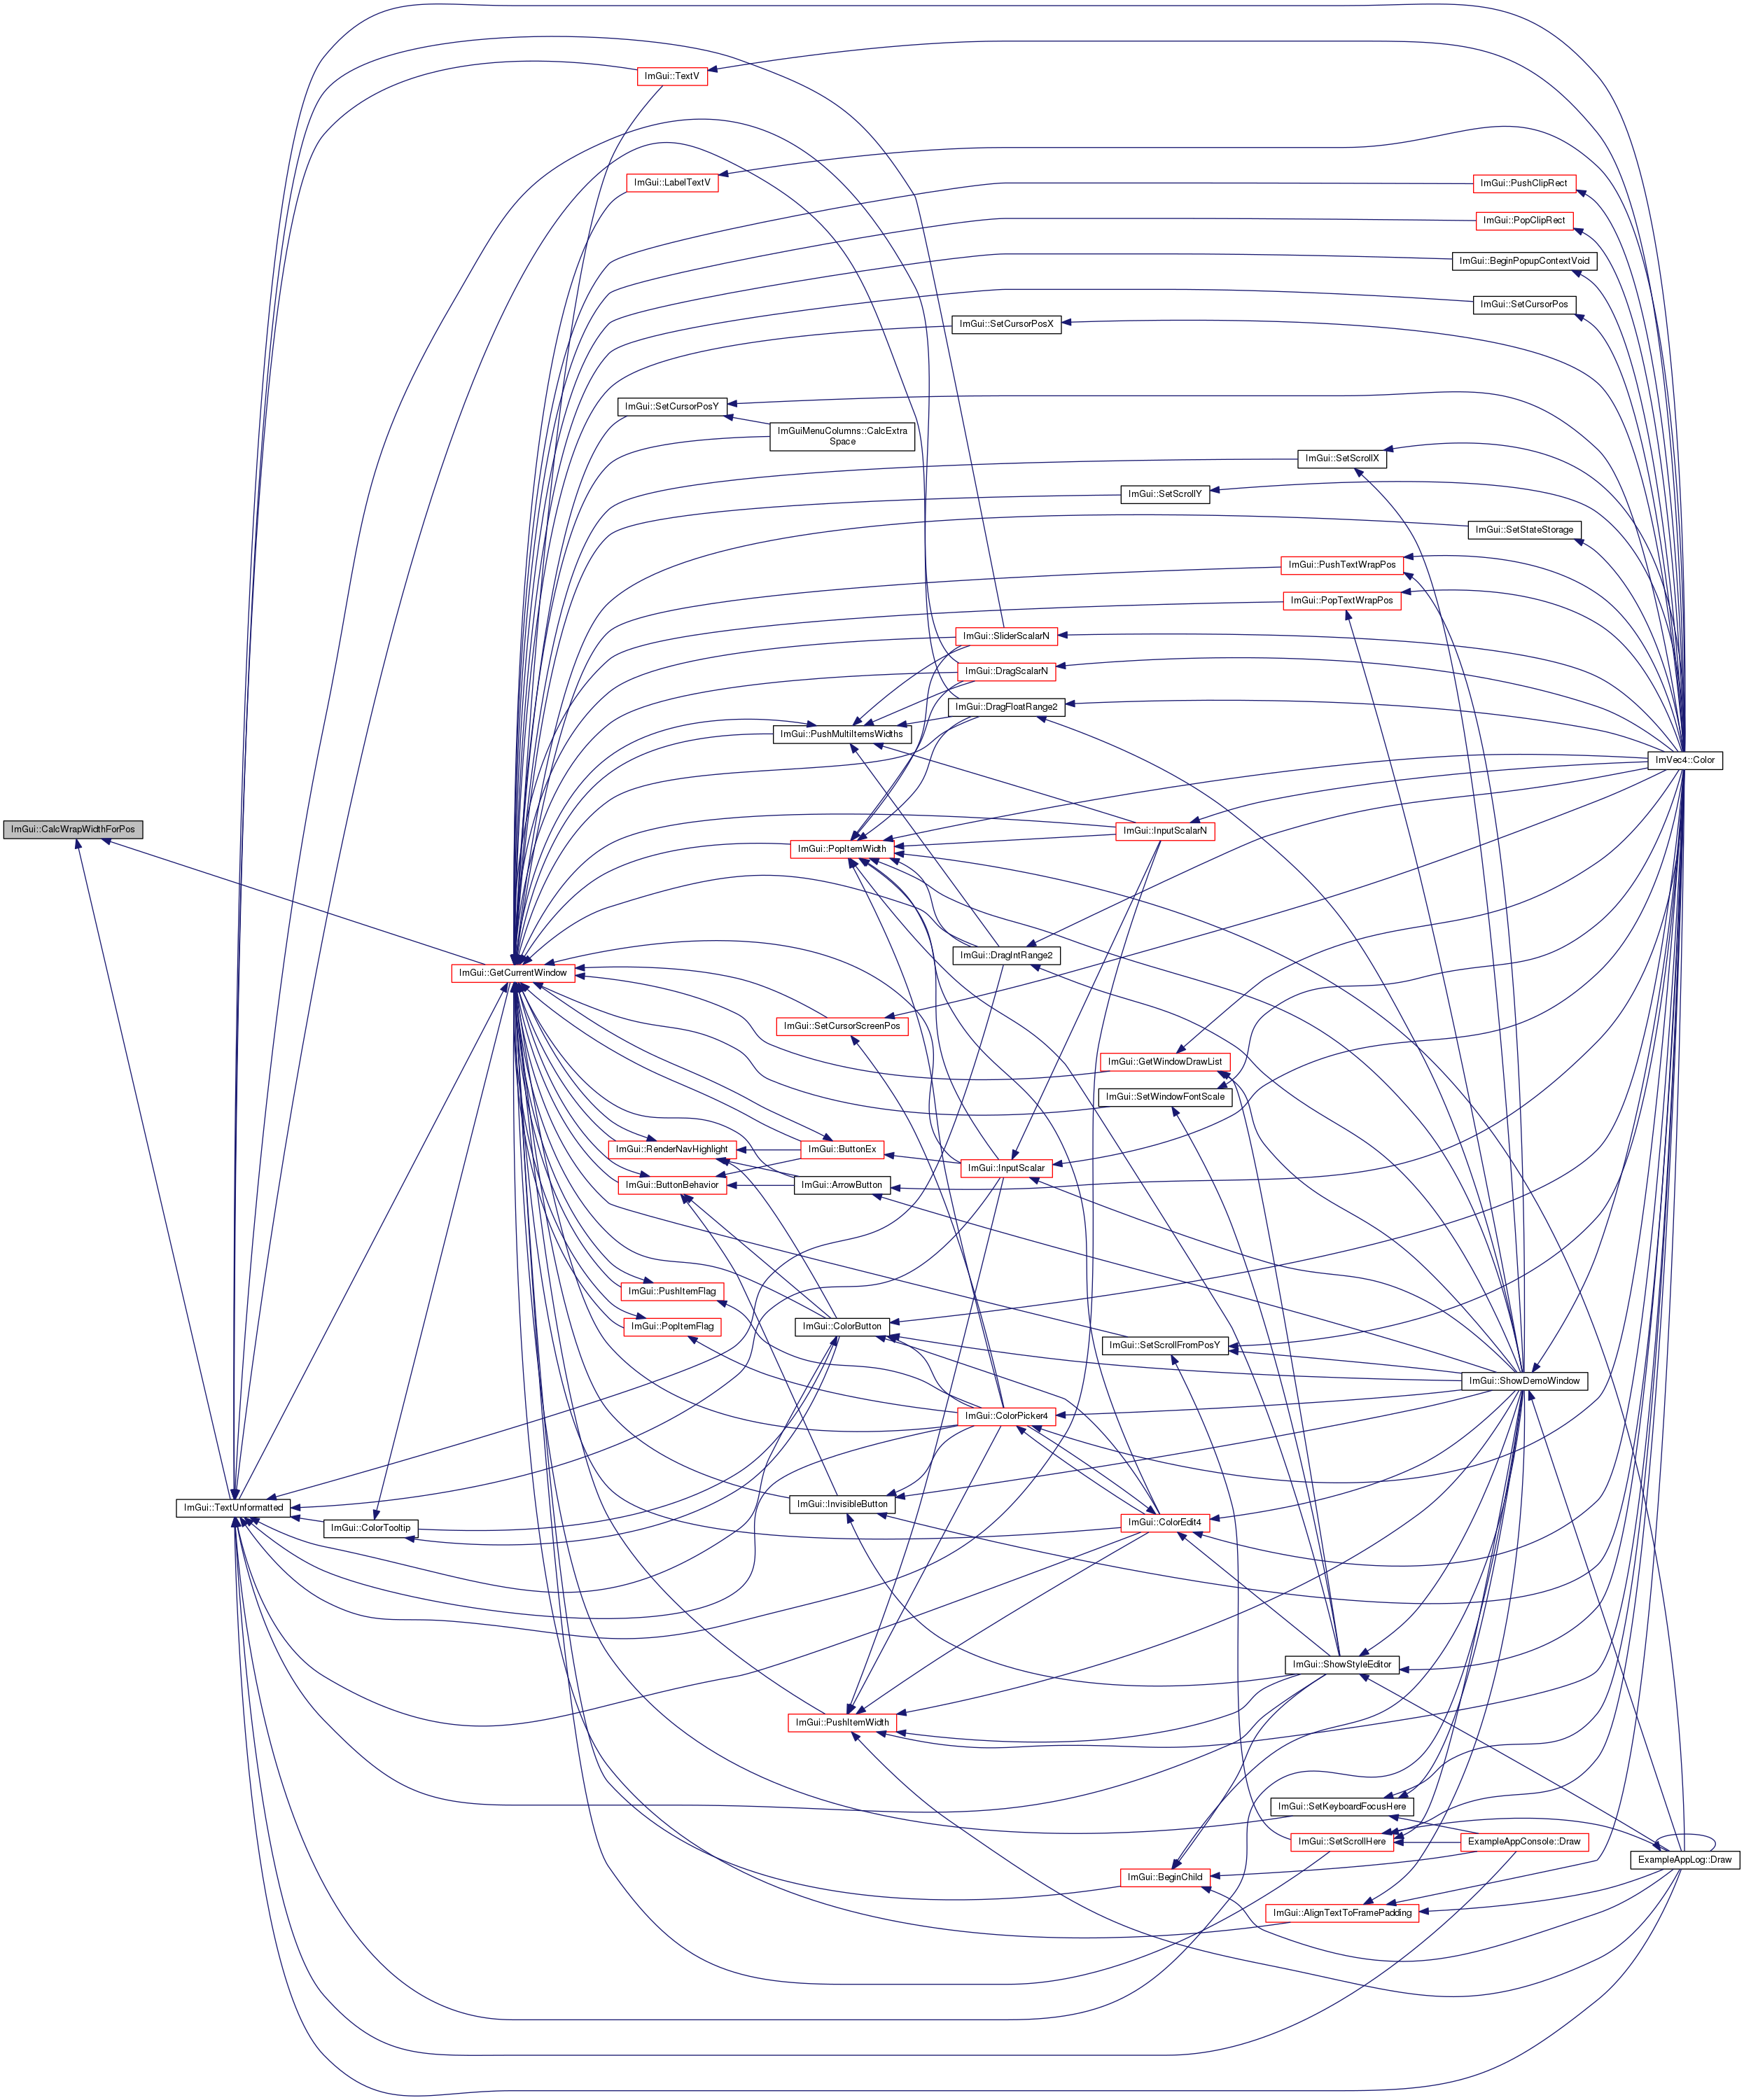 ImGui::TextV
ImGui::LabelTextV
ImGui::PushClipRect
ImGui::PopClipRect
ImGui::BeginPopupContextVoid
ImGui::SetCursorPos
ImGui::SetCursorPosX
ImGui::SetCursorPosY
ImGuiMenuColumns::CalcExtra
Space
ImGui::SetScrollX
ImGui::SetScrollY
ImGui::SetStateStorage
ImGui::PushTextWrapPos
ImGui::PopTextWrapPos
ImGui::SliderScalarN
ImGui::DragScalarN
ImGui::DragFloatRange2
ImGui::PushMultiItemsWidths
ImVec4::Color
ImGui::CalcWrapWidthForPos
ImGui::InputScalarN
ImGui::PopItemWidth
ImGui::DragIntRange2
ImGui::GetCurrentWindow
ImGui::SetCursorScreenPos
ImGui::GetWindowDrawList
ImGui::SetWindowFontScale
ImGui::RenderNavHighlight
ImGui::ButtonEx
ImGui::InputScalar
ImGui::ButtonBehavior
ImGui::ArrowButton
ImGui::PushItemFlag
ImGui::PopItemFlag
ImGui::ColorButton
ImGui::SetScrollFromPosY
ImGui::ShowDemoWindow
ImGui::ColorPicker4
ImGui::TextUnformatted
ImGui::InvisibleButton
ImGui::ColorTooltip
ImGui::ColorEdit4
ImGui::ShowStyleEditor
ImGui::PushItemWidth
ImGui::SetKeyboardFocusHere
ImGui::SetScrollHere
ExampleAppConsole::Draw
ExampleAppLog::Draw
ImGui::BeginChild
ImGui::AlignTextToFramePadding